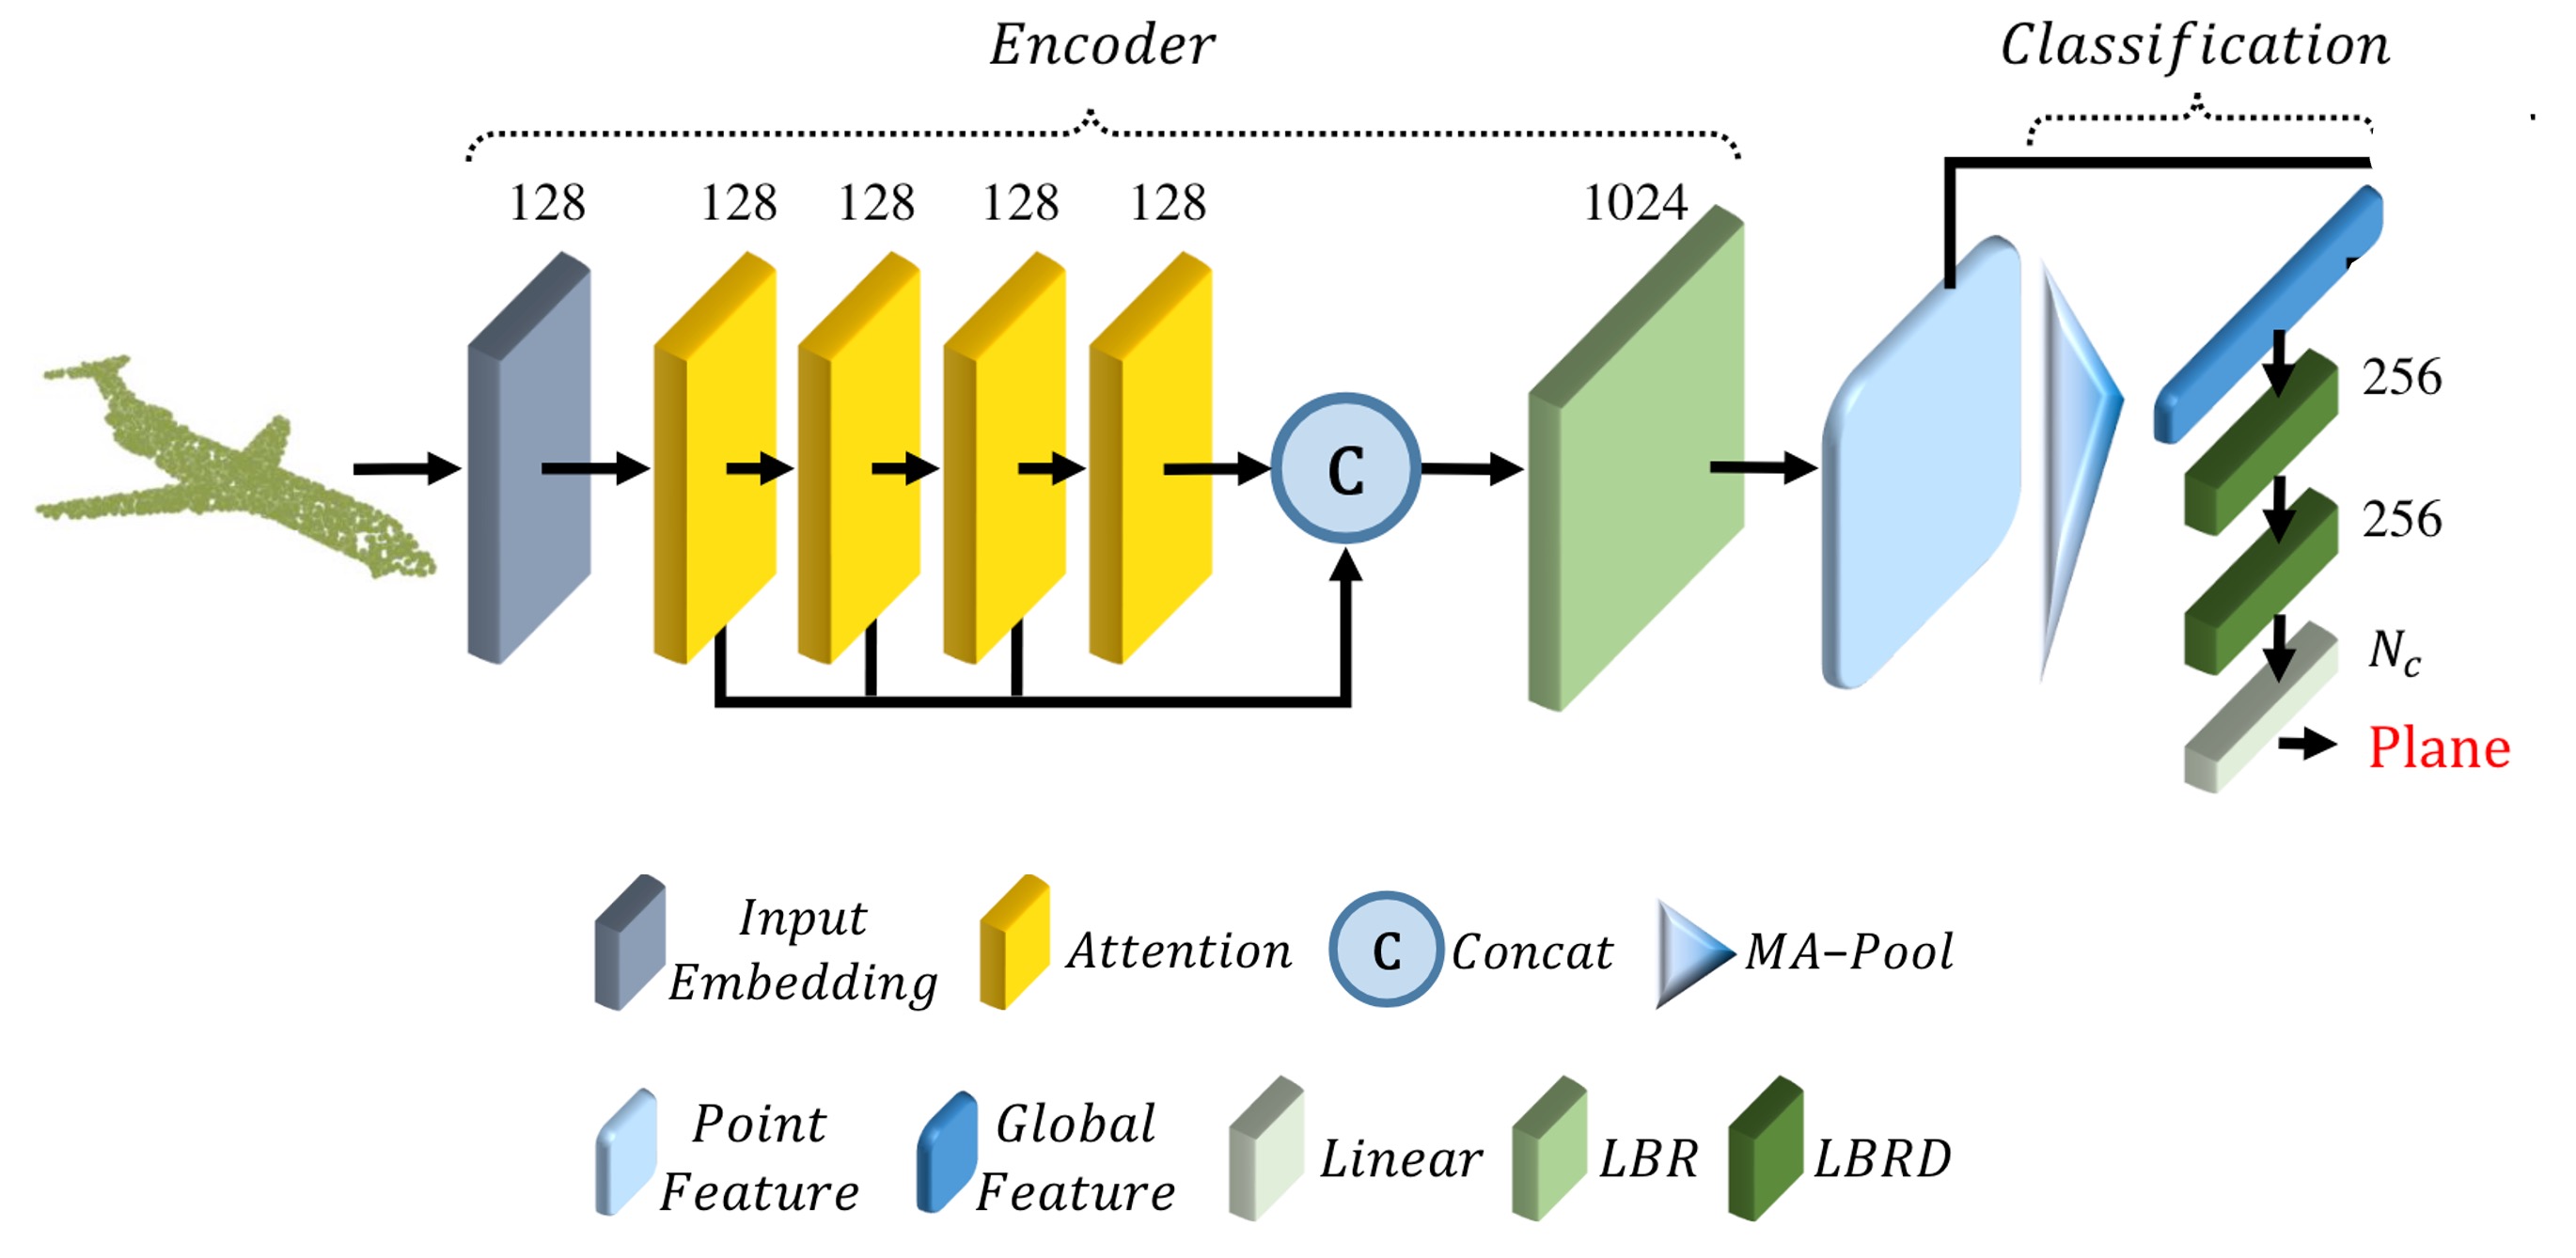 Encoder
Classification
128 128 128 128 128 1024
256
C
256
N_c
Plane
Input Embedding
Attention
C Concat
MA–Pool
Point Feature
Global Feature
Linear
LBR
LBRD